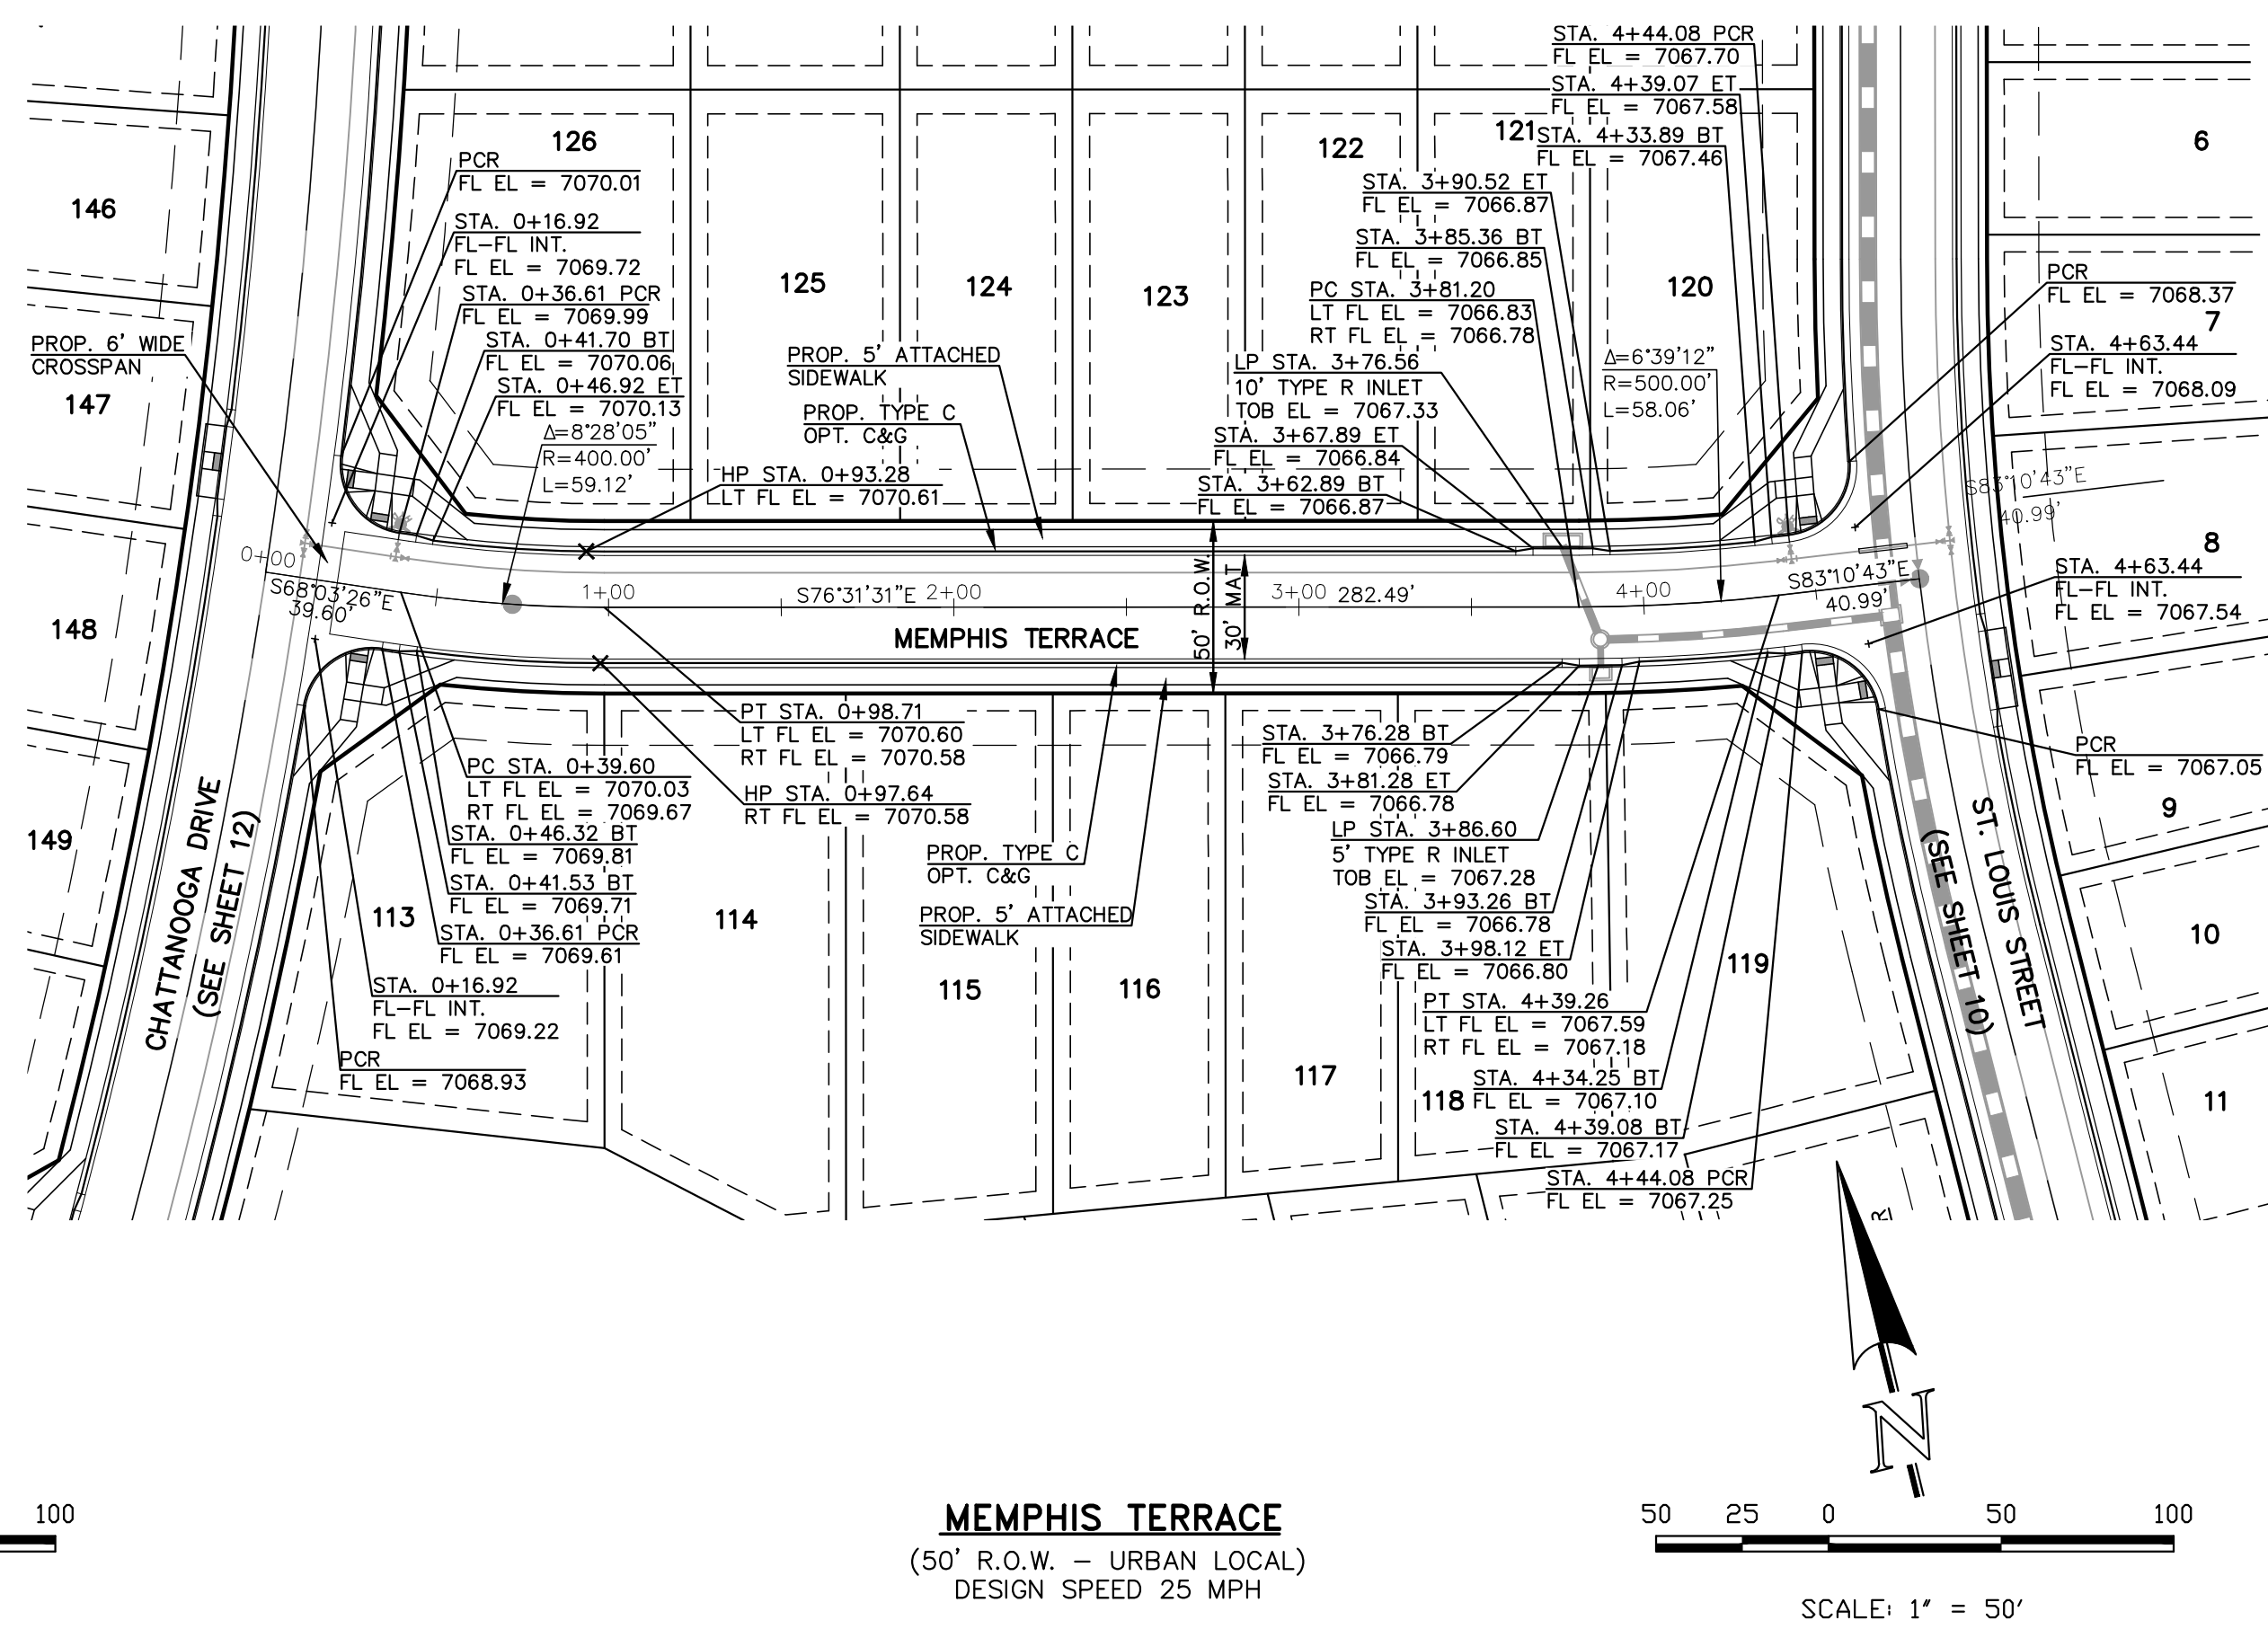 STA. 4+44.08 PCR
FL EL = 7067.70
STA. 4+39.07 ET
FL EL = 7067.58
STA. 4+33.89 BT
FL EL = 7067.46
STA. 3+90.52 ET
FL EL = 7066.87
STA. 3+85.36 BT
FL EL = 7066.85
PC STA. 3+81.20
LT FL EL = 7066.83
RT FL EL = 7066.78
LP STA. 3+76.56
10' TYPE R INLET
TOB EL = 7067.33
STA. 3+67.89 ET
FL EL = 7066.84
STA. 3+62.89 BT
FL EL = 7066.87
126
125
124
123
122
121
120
146
147
148
149
6
7
8
9
10
11
PCR
FL EL = 7070.01
STA. 0+16.92
FL-FL INT.
FL EL = 7069.72
STA. 0+36.61 PCR
FL EL = 7069.99
STA. 0+41.70 BT
FL EL = 7070.06
STA. 0+46.92 ET
FL EL = 7070.13
Δ=8°28'05"
R=400.00'
L=59.12'
PROP. 6' WIDE
CROSSPAN
PROP. 5' ATTACHED
SIDEWALK
PROP. TYPE C
OPT. C&G
HP STA. 0+93.28
LT FL EL = 7070.61
Δ=6°39'12"
R=500.00'
L=58.06'
PCR
FL EL = 7068.37
STA. 4+63.44
FL-FL INT.
FL EL = 7068.09
S83°10'43"E
40.99'
STA. 4+63.44
FL-FL INT.
FL EL = 7067.54
0+00
S68°03'26"E
39.60'
1+00
S76°31'31"E
2+00
3+00
282.49'
4+00
S83°10'43"E
40.99'
MEMPHIS TERRACE
50' R.O.W.
30' MAT
PT STA. 0+98.71
LT FL EL = 7070.60
RT FL EL = 7070.58
PC STA. 0+39.60
LT FL EL = 7070.03
RT FL EL = 7069.67
HP STA. 0+97.64
RT FL EL = 7070.58
STA. 0+46.32 BT
FL EL = 7069.81
STA. 0+41.53 BT
FL EL = 7069.71
STA. 0+36.61 PCR
FL EL = 7069.61
STA. 0+16.92
FL-FL INT.
FL EL = 7069.22
PCR
FL EL = 7068.93
PROP. TYPE C
OPT. C&G
PROP. 5' ATTACHED
SIDEWALK
STA. 3+76.28 BT
FL EL = 7066.79
STA. 3+81.28 ET
FL EL = 7066.78
LP STA. 3+86.60
5' TYPE R INLET
TOB EL = 7067.28
STA. 3+93.26 BT
FL EL = 7066.78
STA. 3+98.12 ET
FL EL = 7066.80
PT STA. 4+39.26
LT FL EL = 7067.59
RT FL EL = 7067.18
STA. 4+34.25 BT
FL EL = 7067.10
STA. 4+39.08 BT
FL EL = 7067.17
STA. 4+44.08 PCR
FL EL = 7067.25
PCR
FL EL = 7067.05
113
114
115
116
117
118
119
CHATTANOOGA DRIVE
(SEE SHEET 12)
ST. LOUIS STREET
(SEE SHEET 10)
R
N
100
MEMPHIS TERRACE
(50' R.O.W. - URBAN LOCAL)
DESIGN SPEED 25 MPH
50 25 0 50 100
SCALE: 1" = 50'